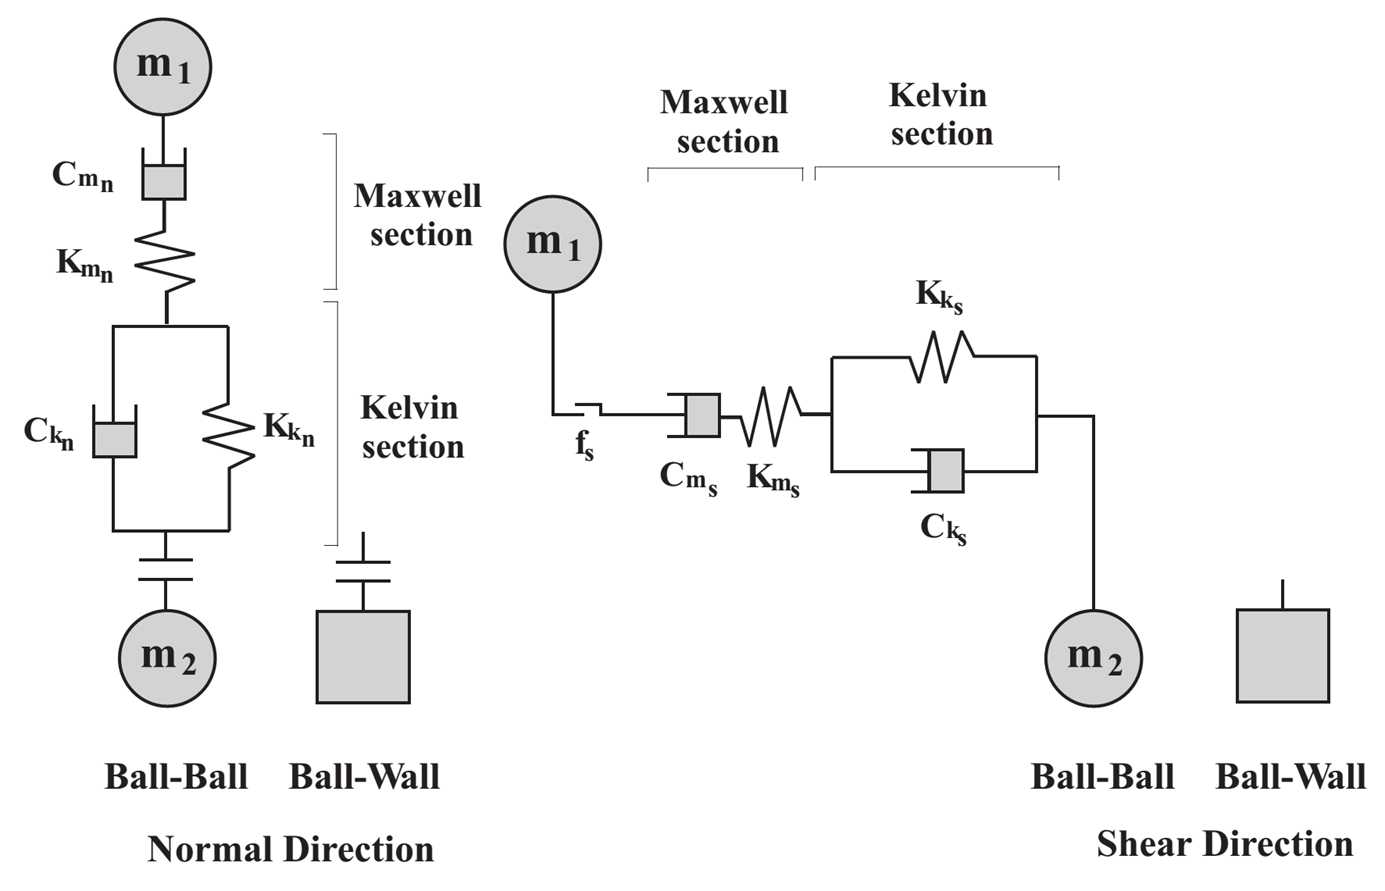 m1
Cmn
Kmn
Maxwell
section
Ckn
Kkn
Kelvin
section
m2
Ball-Ball
Ball-Wall
Normal Direction
Maxwell
section
Kelvin
section
m1
fs
Cms
Kms
Kks
Cks
m2
Ball-Ball
Ball-Wall
Shear Direction